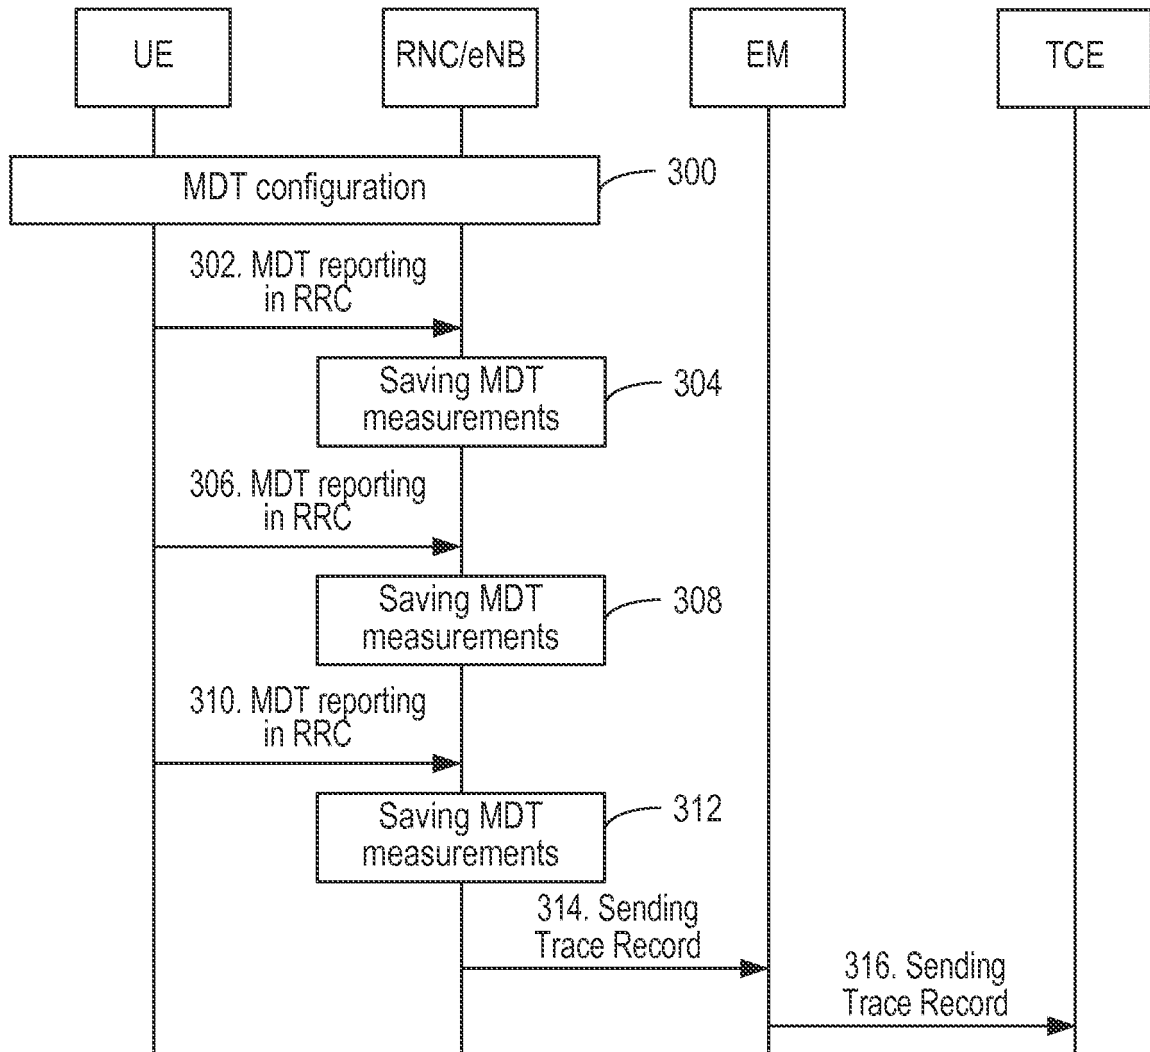 UE
RNC/eNB
EM
TCE
MDT configuration
300
302. MDT reporting
in RRC
Saving MDT
measurements
304
306. MDT reporting
in RRC
Saving MDT
measurements
308
310. MDT reporting
in RRC
Saving MDT
measurements
312
314. Sending
Trace Record
316. Sending
Trace Record